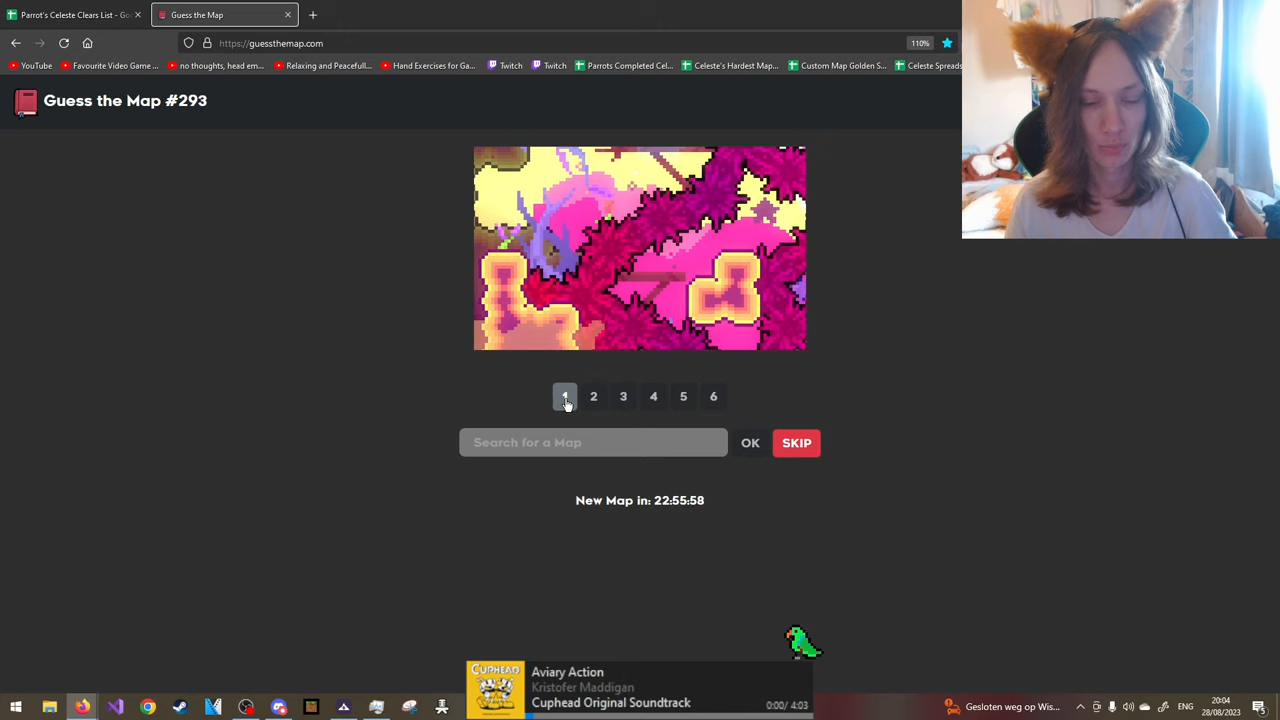 Parrot's Celeste Clears List - Go
Guess the Map
https://guessthemap.com
110%
YouTube
Favourite Video Game ...
no thoughts, head em...
Relaxing and Peacefull...
Hand Exercises for Ga...
Twitch
Twitch
Parrots Completed Cel...
Celeste's Hardest Map...
Custom Map Golden S...
Celeste Spreads
Guess the Map #293
1 2 3 4 5 6
Search for a Map
OK
SKIP
New Map in: 22:55:58
CUPHEAD
Aviary Action
Kristofer Maddigan
Cuphead Original Soundtrack
0:00/ 4:03
Gesloten weg op Wis...
ENG
20:04
28/08/2023